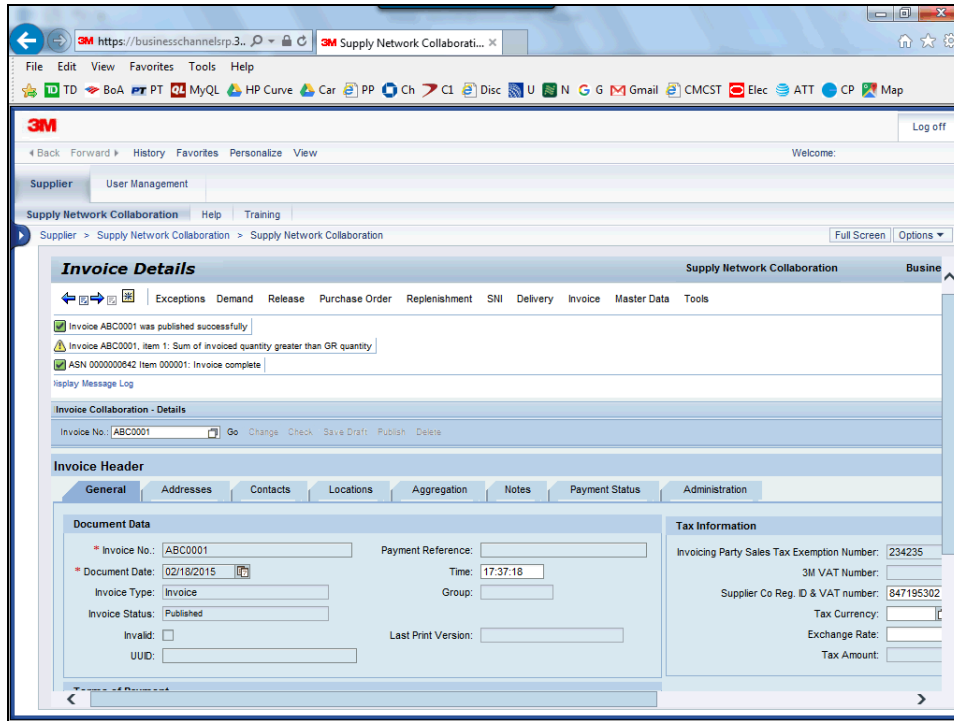 3M https://businesschannelsrp.3..
3M Supply Network Collaborati...
File Edit View Favorites Tools Help
TD TD BoA PT PT QL MyQL HP Curve Car PP Ch C1 Disc U N G G Gmail CMCST Elec ATT CP Map
3M
Log off
Back Forward History Favorites Personalize View Welcome:
Supplier User Management
Supply Network Collaboration Help Training
Supplier > Supply Network Collaboration > Supply Network Collaboration Full Screen Options
Invoice Details Supply Network Collaboration Busine
Exceptions Demand Release Purchase Order Replenishment SNI Delivery Invoice Master Data Tools
Invoice ABC0001 was published successfully
Invoice ABC0001, item 1: Sum of invoiced quantity greater than GR quantity
ASN 0000000642 Item 000001: Invoice complete
isplay Message Log
Invoice Collaboration - Details
Invoice No.: ABC0001 Go Change Check Save Draft Publish Delete
Invoice Header
General Addresses Contacts Locations Aggregation Notes Payment Status Administration
Document Data Tax Information
* Invoice No.: ABC0001 Payment Reference: Invoicing Party Sales Tax Exemption Number: 234235
* Document Date: 02/18/2015 Time: 17:37:18 3M VAT Number:
Invoice Type: Invoice Group: Supplier Co Reg. ID & VAT number: 847195302
Invoice Status: Published Tax Currency:
Invalid: Last Print Version: Exchange Rate:
UUID: Tax Amount:
Terms of Payment